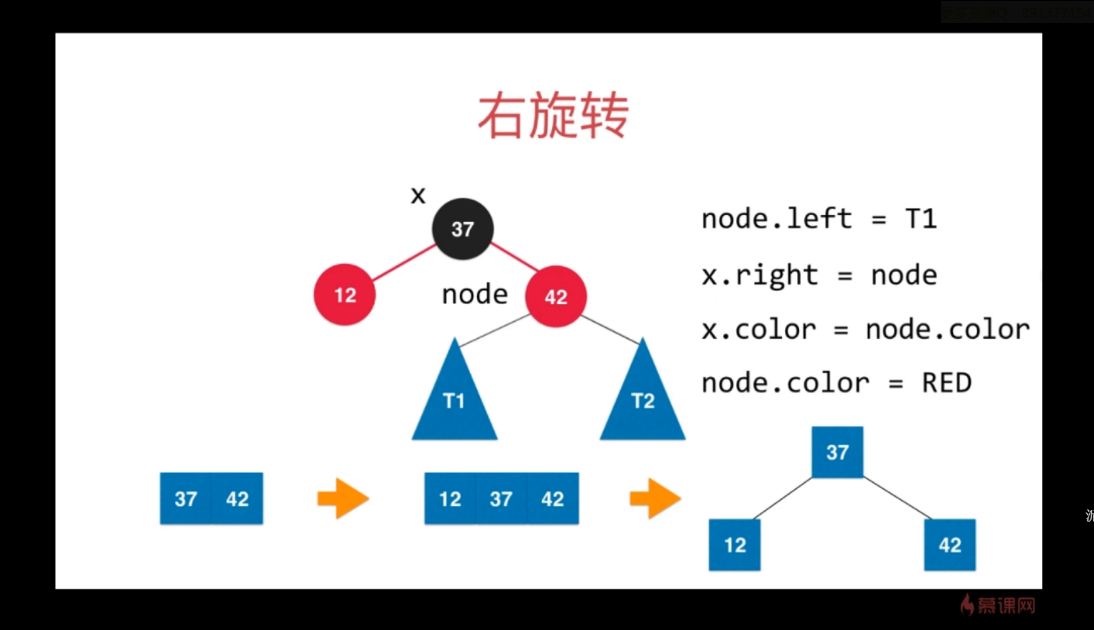 右旋转
x
37
12
node
42
T1
T2
node.left = T1
x.right = node
x.color = node.color
node.color = RED
37 42
12 37 42
37
12
42
慕课网